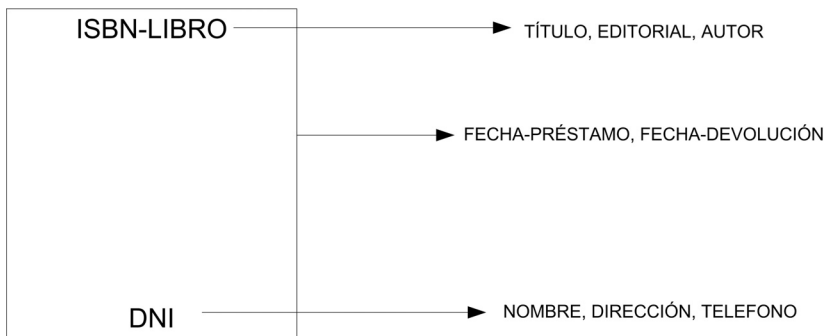 ISBN-LIBRO
TÍTULO, EDITORIAL, AUTOR
FECHA-PRÉSTAMO, FECHA-DEVOLUCIÓN
DNI
NOMBRE, DIRECCIÓN, TELEFONO